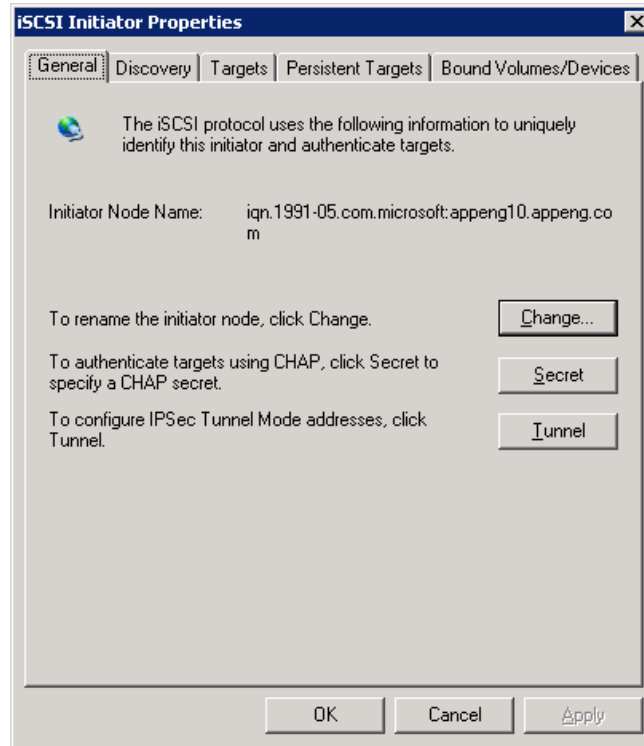 iSCSI Initiator Properties
General Discovery Targets Persistent Targets Bound Volumes/Devices
The iSCSI protocol uses the following information to uniquely
identify this initiator and authenticate targets.
Initiator Node Name: iqn.1991-05.com.microsoft:appeng10.appeng.co
m
To rename the initiator node, click Change. Change...
To authenticate targets using CHAP, click Secret to
specify a CHAP secret. Secret
To configure IPSec Tunnel Mode addresses, click
Tunnel. Tunnel
OK Cancel Apply